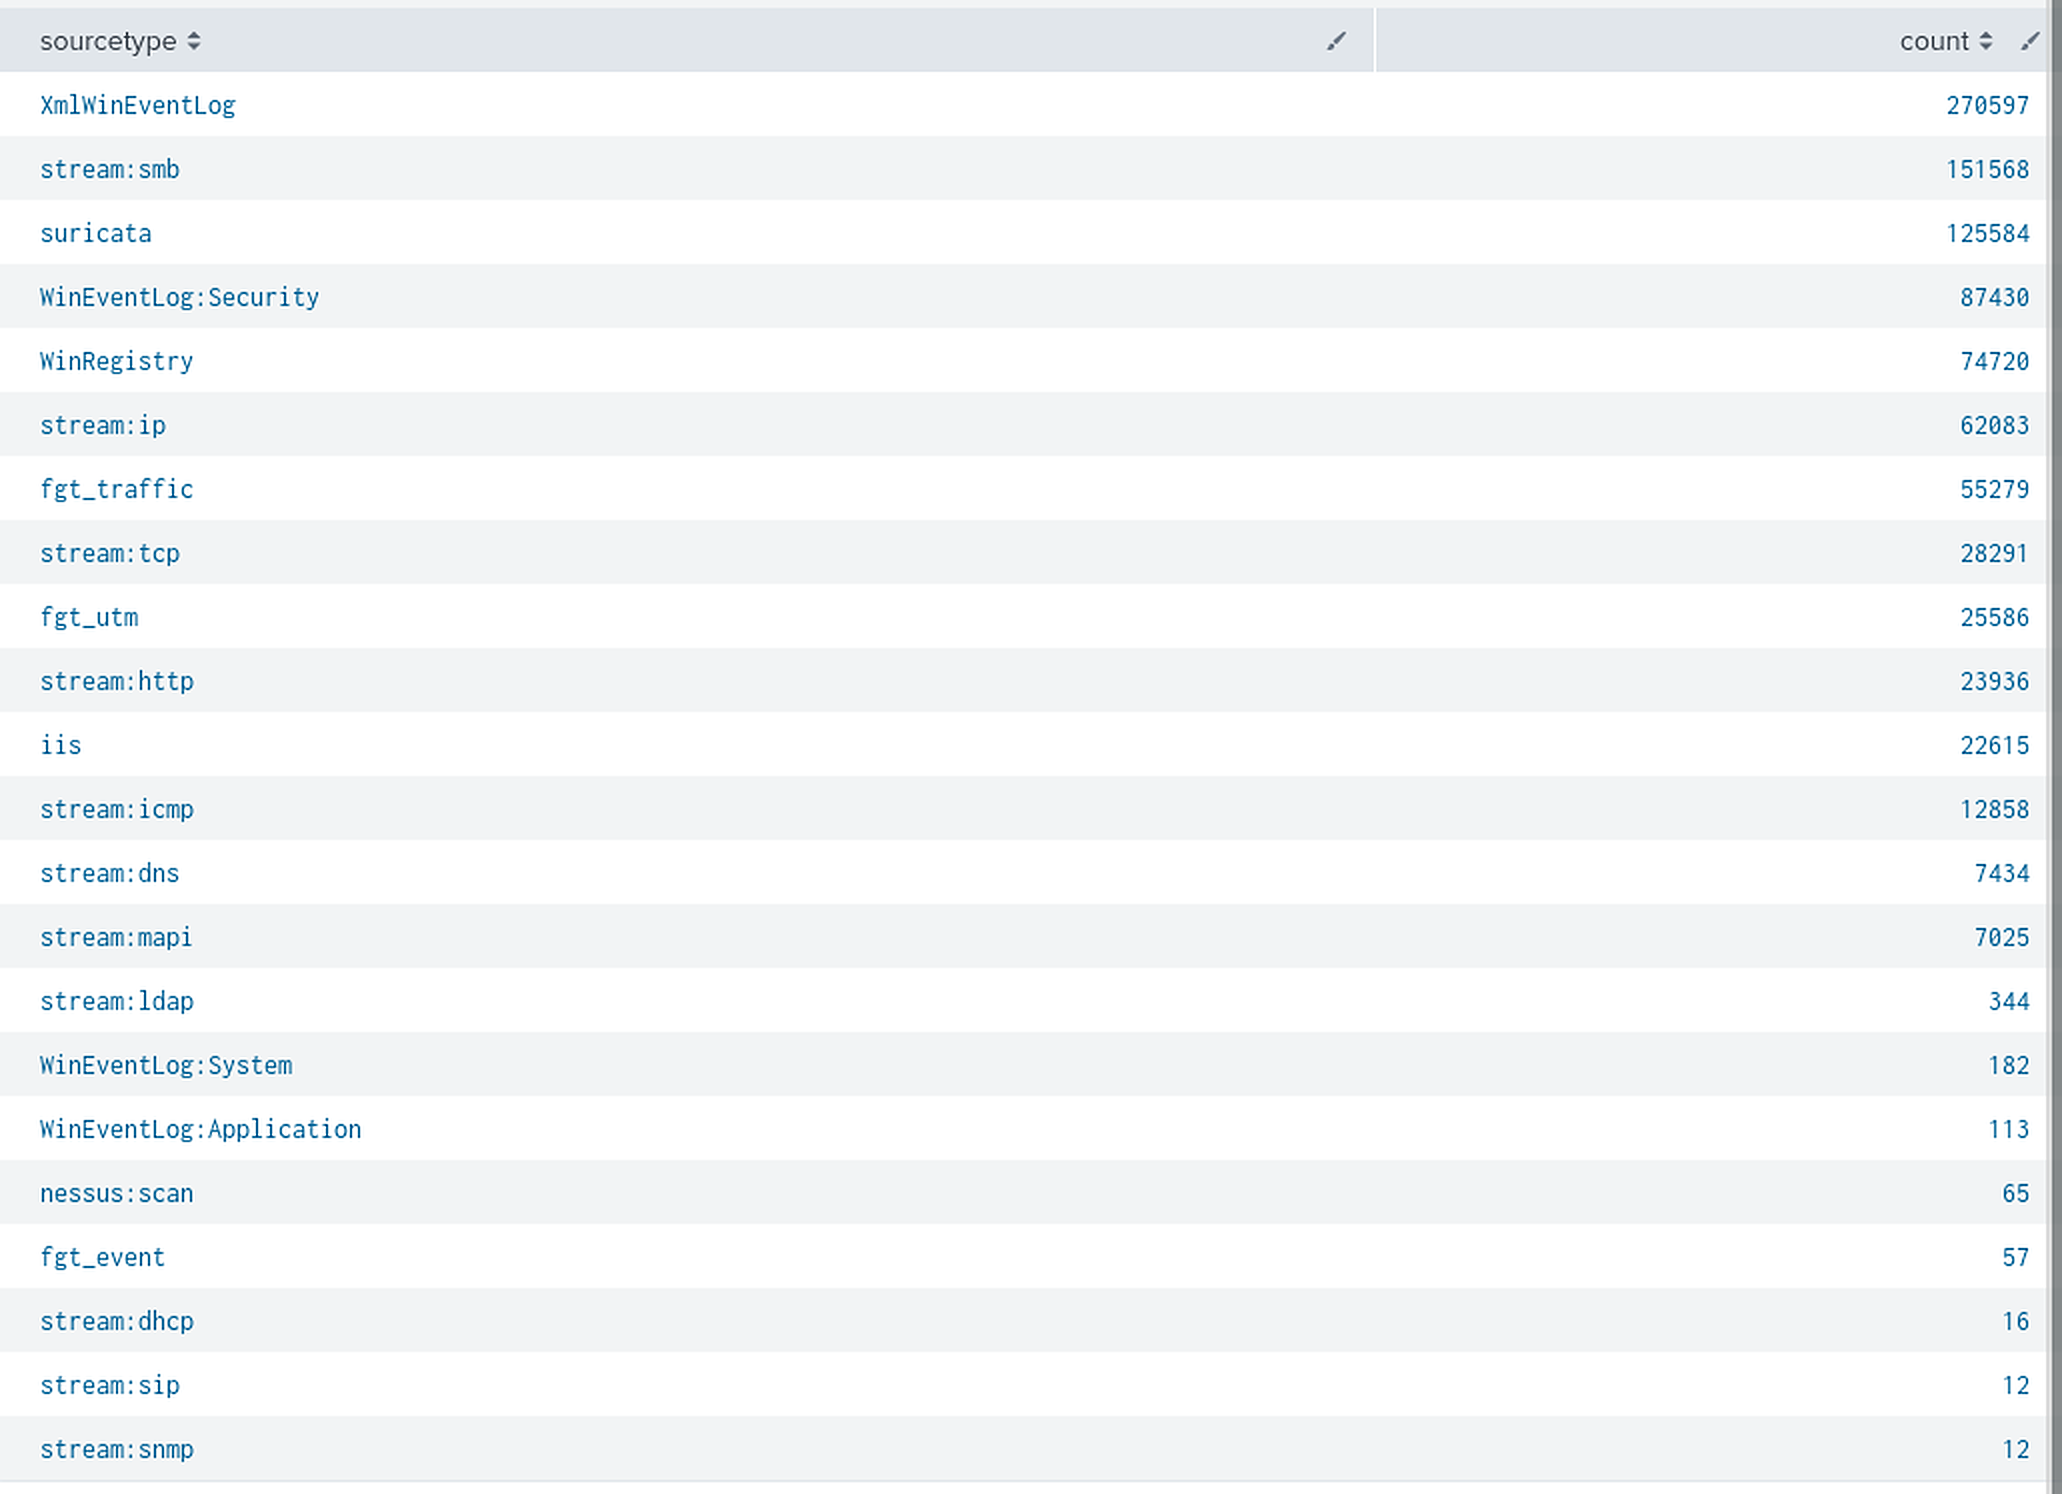 sourcetype count
XmlWinEventLog 270597
stream:smb 151568
suricata 125584
WinEventLog:Security 87430
WinRegistry 74720
stream:ip 62083
fgt_traffic 55279
stream:tcp 28291
fgt_utm 25586
stream:http 23936
iis 22615
stream:icmp 12858
stream:dns 7434
stream:mapi 7025
stream:ldap 344
WinEventLog:System 182
WinEventLog:Application 113
nessus:scan 65
fgt_event 57
stream:dhcp 16
stream:sip 12
stream:snmp 12